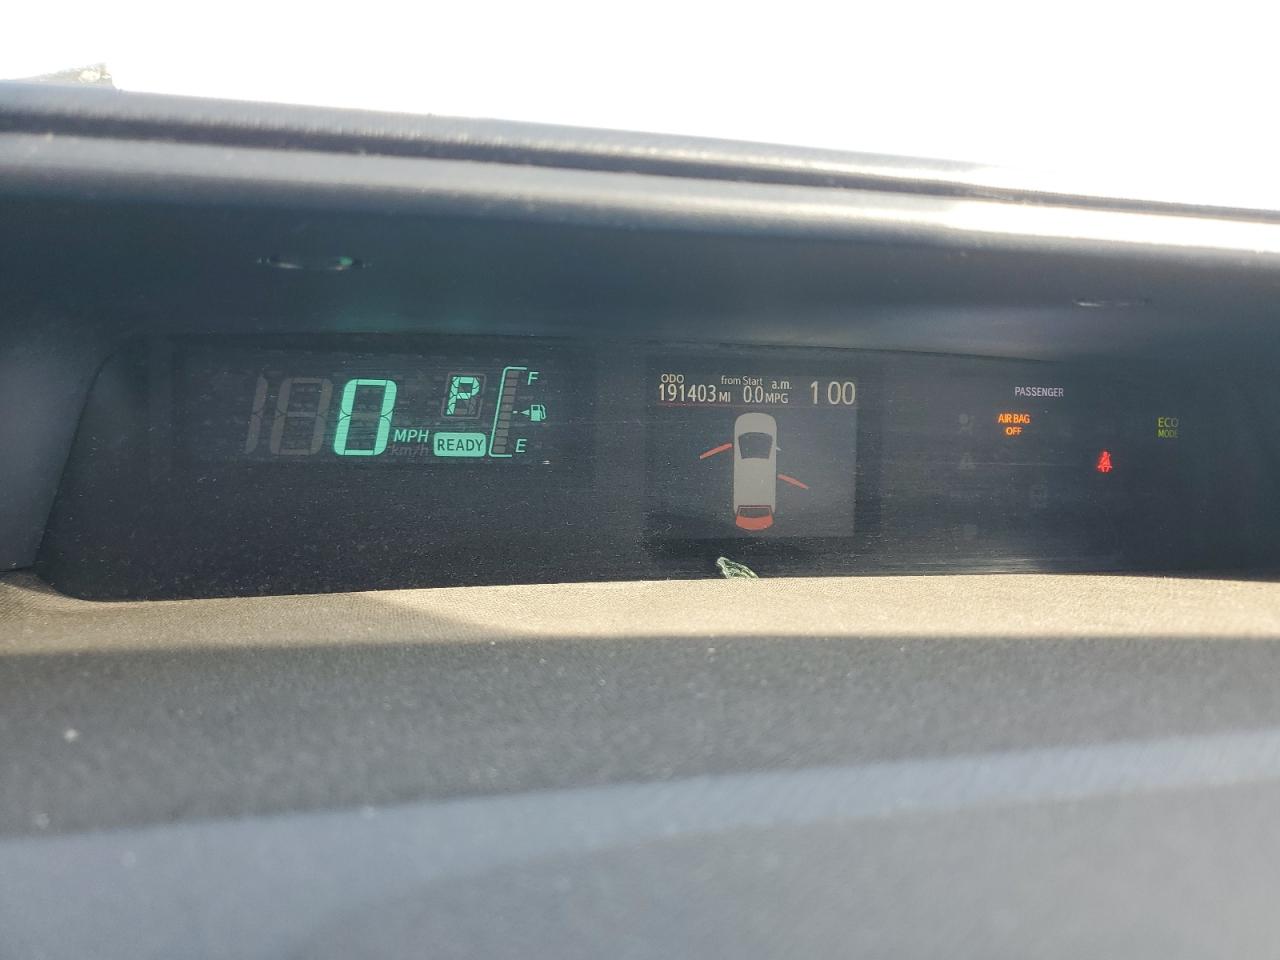 0 MPH
km/h
P
READY
F
E
ODO
191403 MI
from Start
0.0 MPG
a.m.
1 00
PASSENGER
AIR BAG
OFF
ECO
MODE